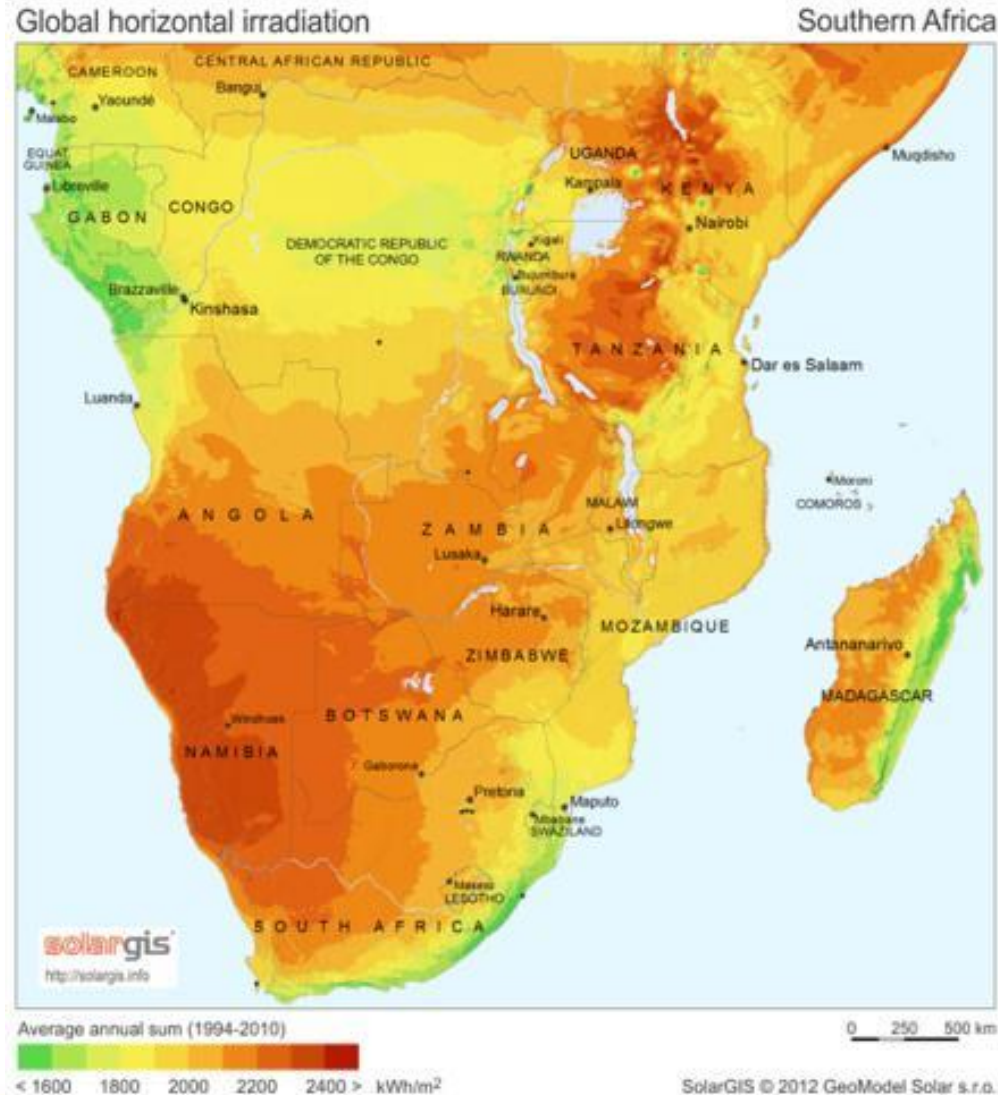 Global horizontal irradiation
Southern Africa
CENTRAL AFRICAN REPUBLIC
CAMEROON
Bangui
Yaoundé
Malabo
Muqdisho
EQUAT.
GUINEA
UGANDA
Libreville
Kampala
KENYA
GABON
CONGO
Nairobi
DEMOCRATIC REPUBLIC
OF THE CONGO
Kigali
RWANDA
Bujumbura
BURUNDI
Brazzaville
Kinshasa
TANZANIA
Dar es Salaam
Luanda
Moroni
COMOROS
MALAWI
ANGOLA
ZAMBIA
Lilongwe
Lusaka
Harare
MOZAMBIQUE
Antananarivo
ZIMBABWE
MADAGASCAR
BOTSWANA
Windhoek
NAMIBIA
Gaborone
Pretoria
Maputo
Mbabane
SWAZILAND
Maseru
LESOTHO
SOUTH AFRICA
solargis
http://solargis.info
Average annual sum (1994-2010)
0 250 500 km
< 1600 1800 2000 2200 2400 > kWh/m²
SolarGIS © 2012 GeoModel Solar s.r.o.